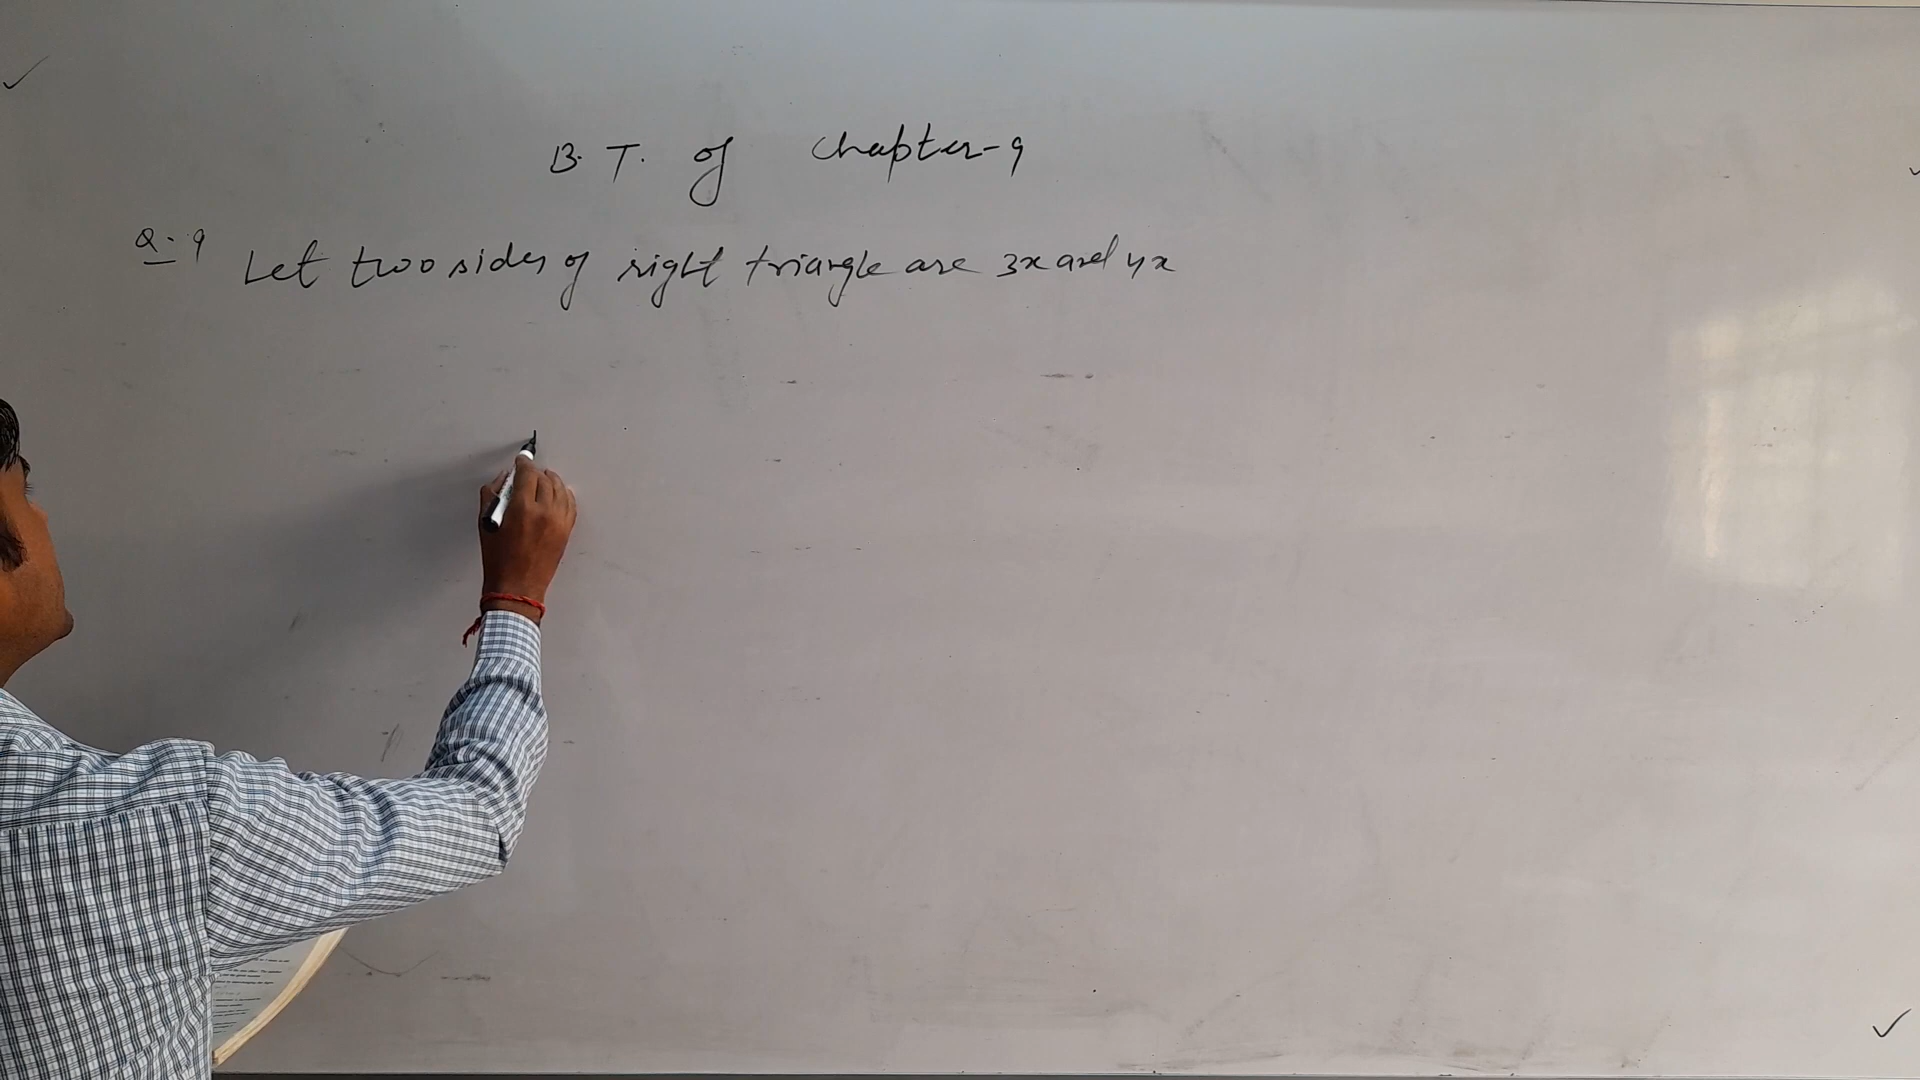 B. T. of Chapter-9
Q-9 Let two sides of right triangle are 3x and 4x